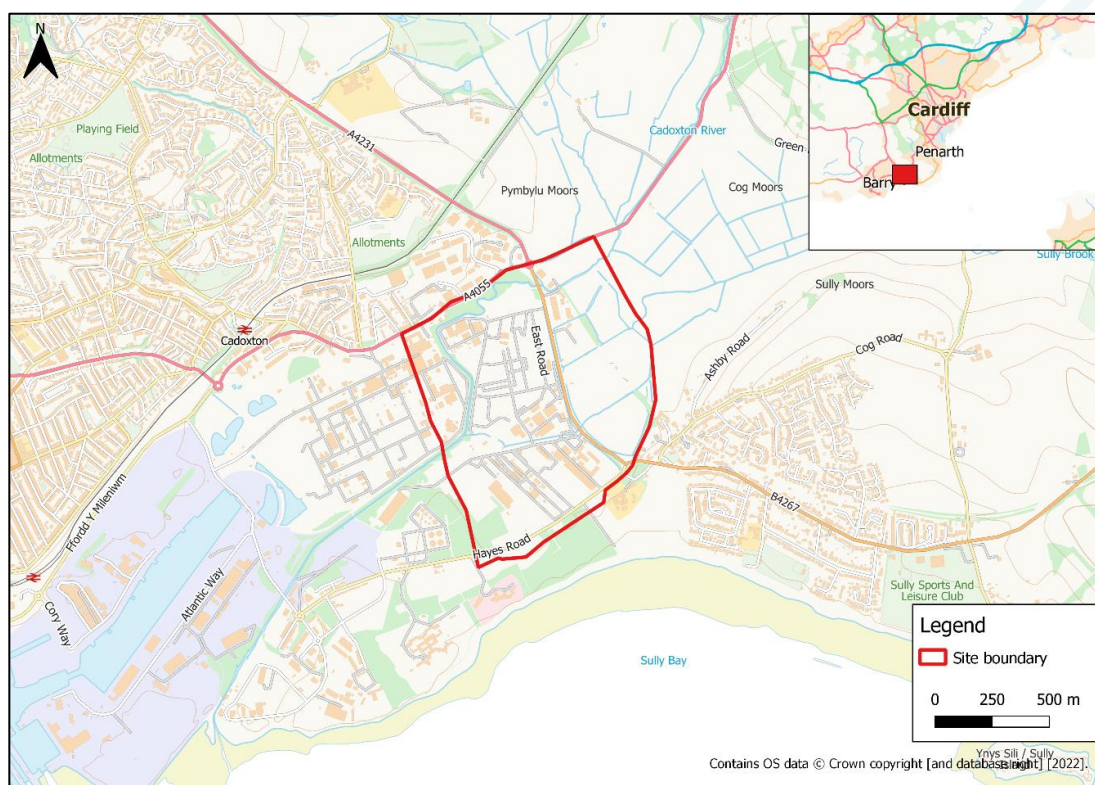 N
Playing Field
Allotments
A4231
Cadoxton River
Green
Pymbylu Moors
Cog Moors
Allotments
A4055
Cadoxton
East Road
Ashby Road
Sully Moors
Cog Road
Sully Brook
Cardiff
Penarth
Barry
Ffordd Y Mileniwm
Hayes Road
B4267
Atlantic Way
Cory Way
Sully Sports And
Leisure Club
Sully Bay
Legend
Site boundary
0 250 500 m
Ynys Sili / Sully
Island
Contains OS data © Crown copyright [and database right] [2022].